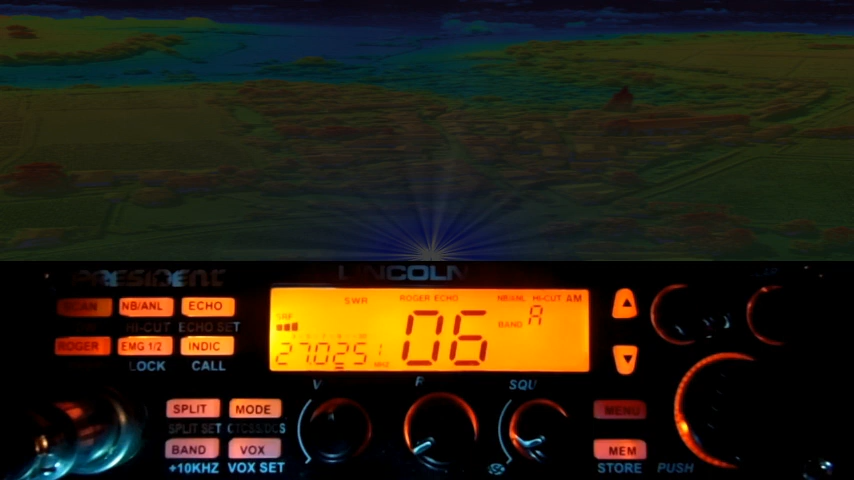 PRESIDENT
LINCOLN
SCAN NB/ANL ECHO
HI-CUT ECHO SET
ROGER EMG 1/2 INDIC
LOCK CALL
SWR ROGER ECHO NB/ANL HI-CUT AM
SRF
BAND A
06
27.025
MHZ
V R SQU
SPLIT MODE
SPLIT SET CTCSS/DCS
BAND VOX
+10KHZ VOX SET
MENU
MEM
STORE PUSH